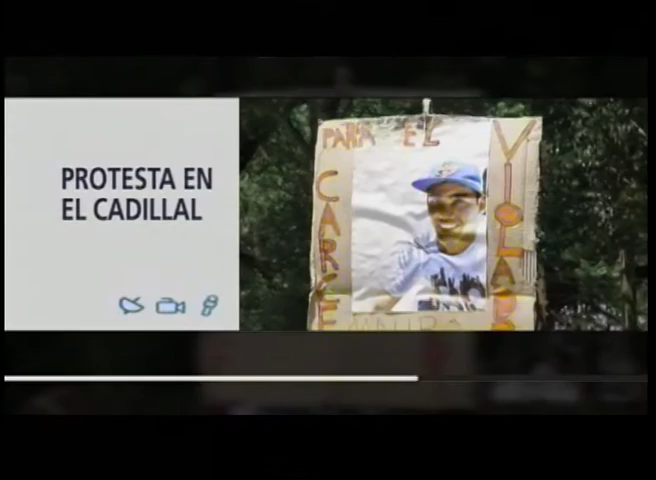 PROTESTA EN
EL CADILLAL
PARA EL
VIOLADOR
CARCEL